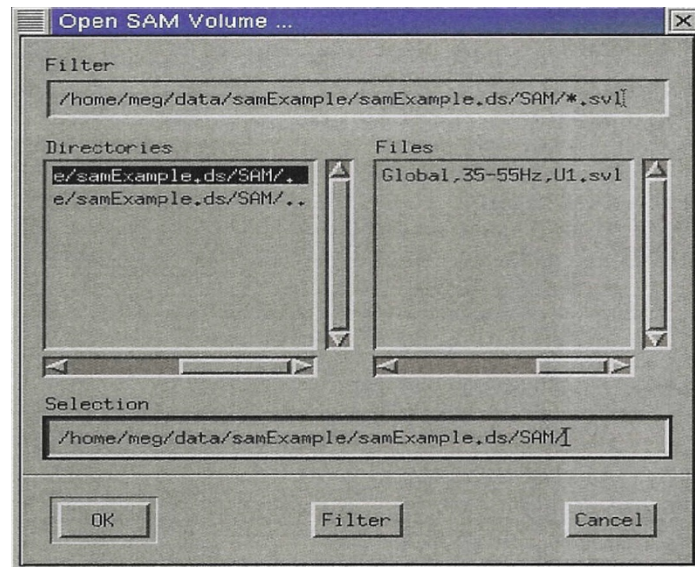 Open SAM Volume ...
Filter
/home/meg/data/samExample/samExample.ds/SAM/*.svl
Directories
Files
e/samExample.ds/SAM/.
e/samExample.ds/SAM/..
Global,35-55Hz,U1.svl
Selection
/home/meg/data/samExample/samExample.ds/SAM/
OK
Filter
Cancel